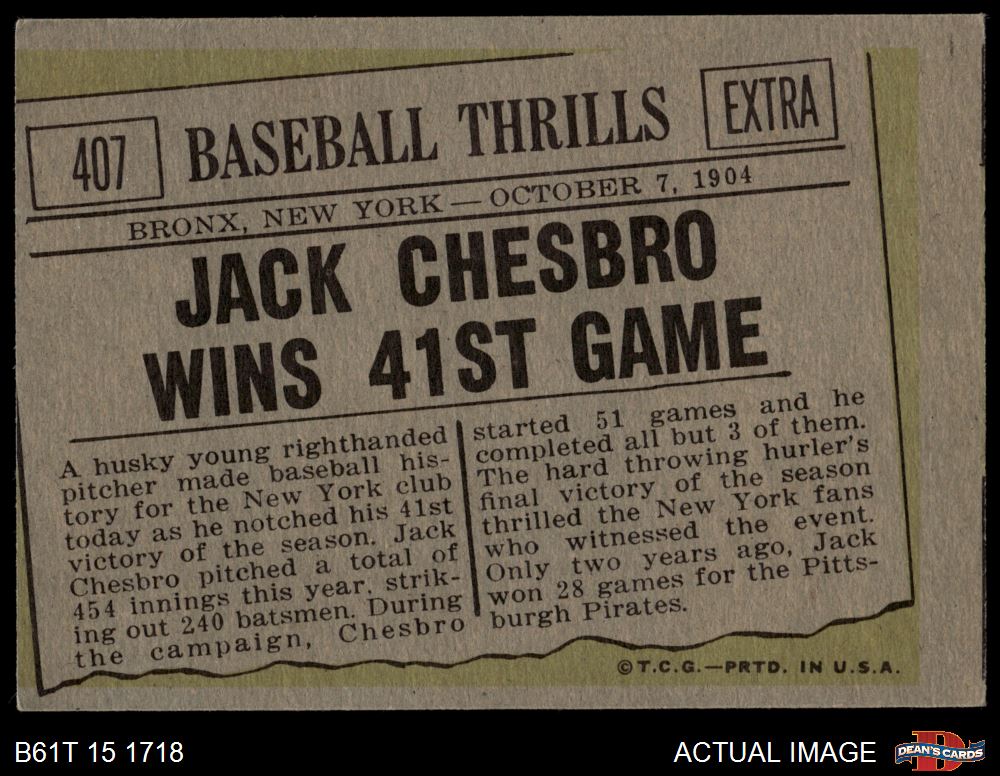 407
BASEBALL THRILLS
EXTRA
BRONX, NEW YORK — OCTOBER 7, 1904
JACK CHESBRO
WINS 41ST GAME
A husky young righthanded
pitcher made baseball his-
tory for the New York club
today as he notched his 41st
victory of the season. Jack
Chesbro pitched a total of
454 innings this year, strik-
ing out 240 batsmen. During
the campaign, Chesbro
started 51 games and he
completed all but 3 of them.
The hard throwing hurler's
final victory of the season
thrilled the New York fans
who witnessed the event.
Only two years ago, Jack
won 28 games for the Pitts-
burgh Pirates.
©T.C.G.—PRTD. IN U.S.A.
B61T 15 1718
ACTUAL IMAGE
D
DEAN'S CARDS